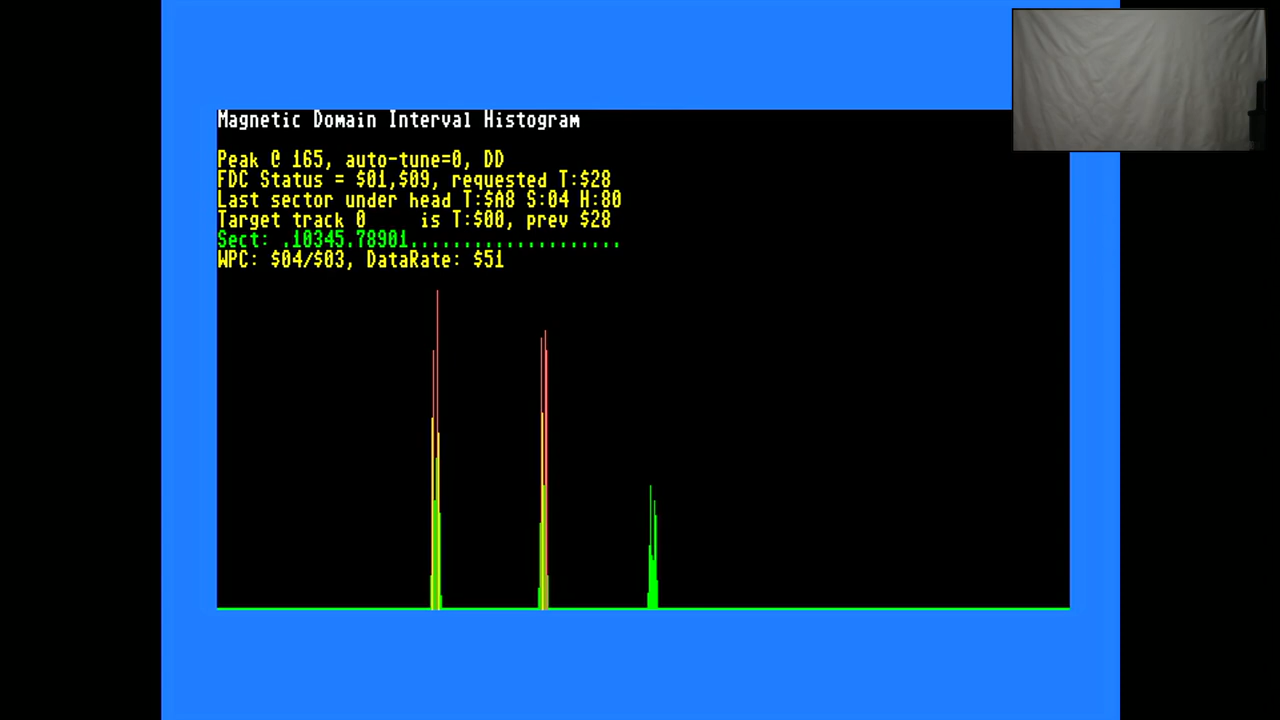 Magnetic Domain Interval Histogram
Peak @ 165, auto-tune=0, DD
FDC Status = $01,$09, requested T:$28
Last sector under head T:$A8 S:04 H:80
Target track 0 is T:$00, prev $28
Sect: .10345.78901....................
WPC: $04/$03, DataRate: $51